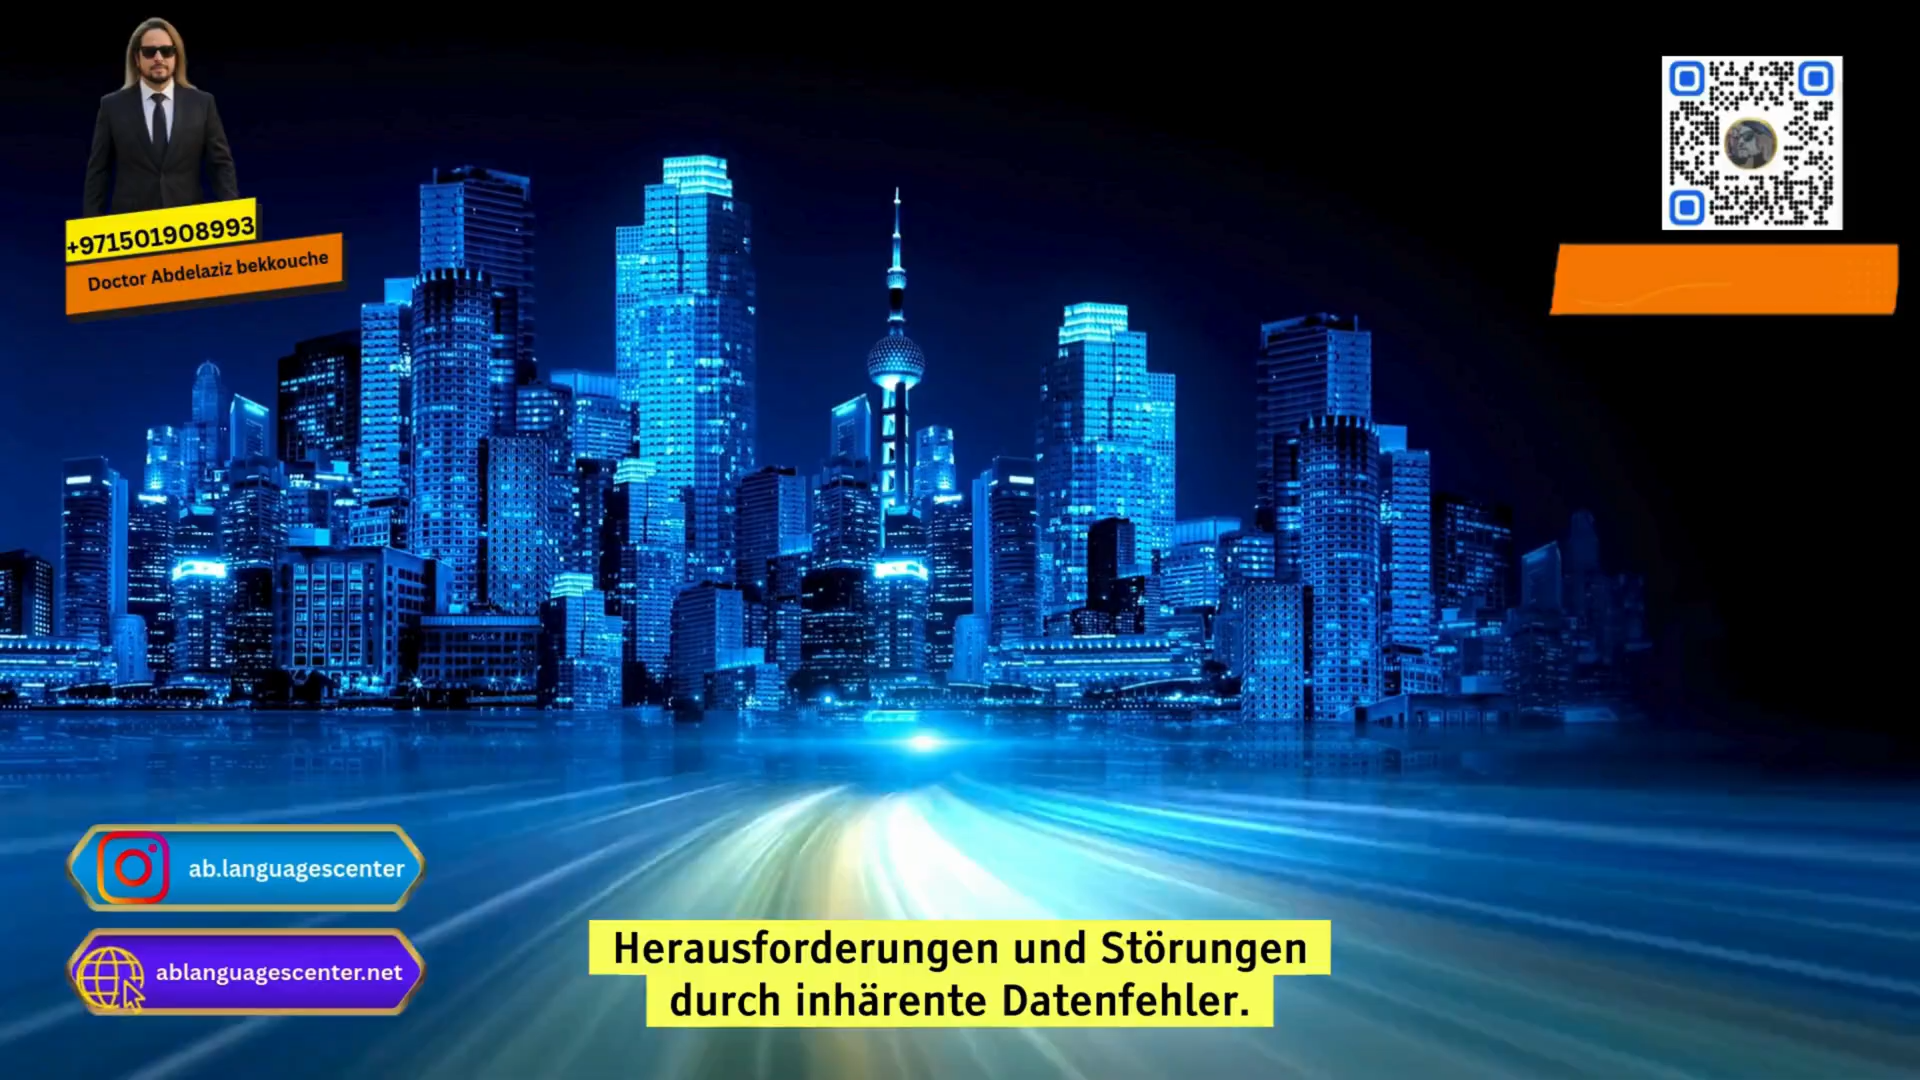 +971501908993
Doctor Abdelaziz bekkouche
ab.languagescenter
ablanguagescenter.net
Herausforderungen und Störungen
durch inhärente Datenfehler.